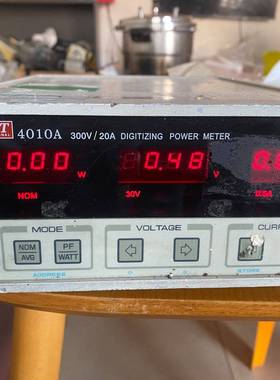 4010A 300V/20A DIGITIZING POWER METER
0.00 W 0.48
NOM 30V
MODE VOLTAGE
NOM AVG PF WATT
ADDRESS STORE